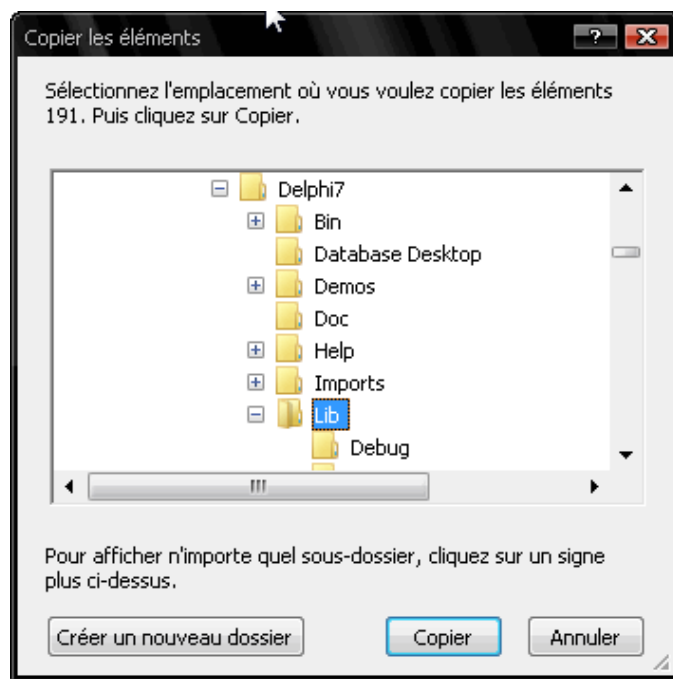 Copier les éléments
Sélectionnez l'emplacement où vous voulez copier les éléments
191. Puis cliquez sur Copier.
Delphi7
Bin
Database Desktop
Demos
Doc
Help
Imports
Lib
Debug
Pour afficher n'importe quel sous-dossier, cliquez sur un signe
plus ci-dessus.
Créer un nouveau dossier Copier Annuler